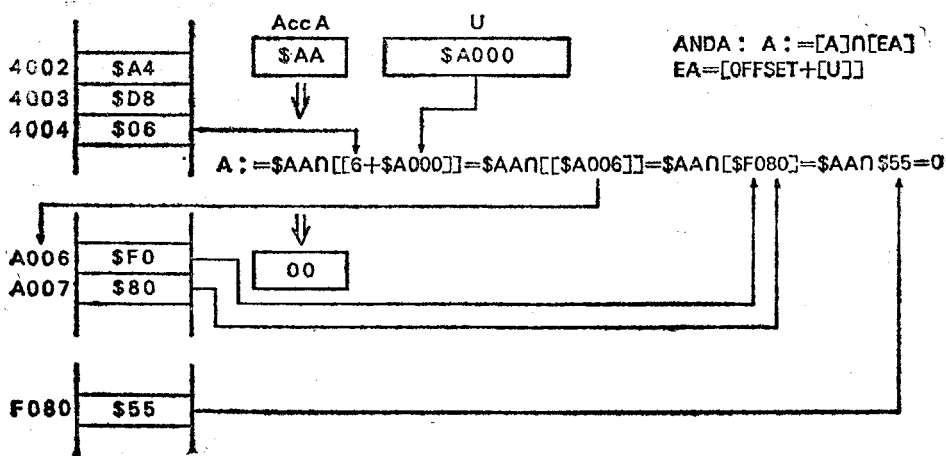 Acc A U
$AA $A000 ANDA: A:=[A]∩[EA]
EA=[OFFSET+[U]]
4002 $A4
4003 $D8
4004 $06
A:=$AA∩[[6+$A000]]=$AA∩[[$A006]]=$AA∩[$F080]=$AA∩$55=0
A006 $F0
00
A007 $80
F080 $55